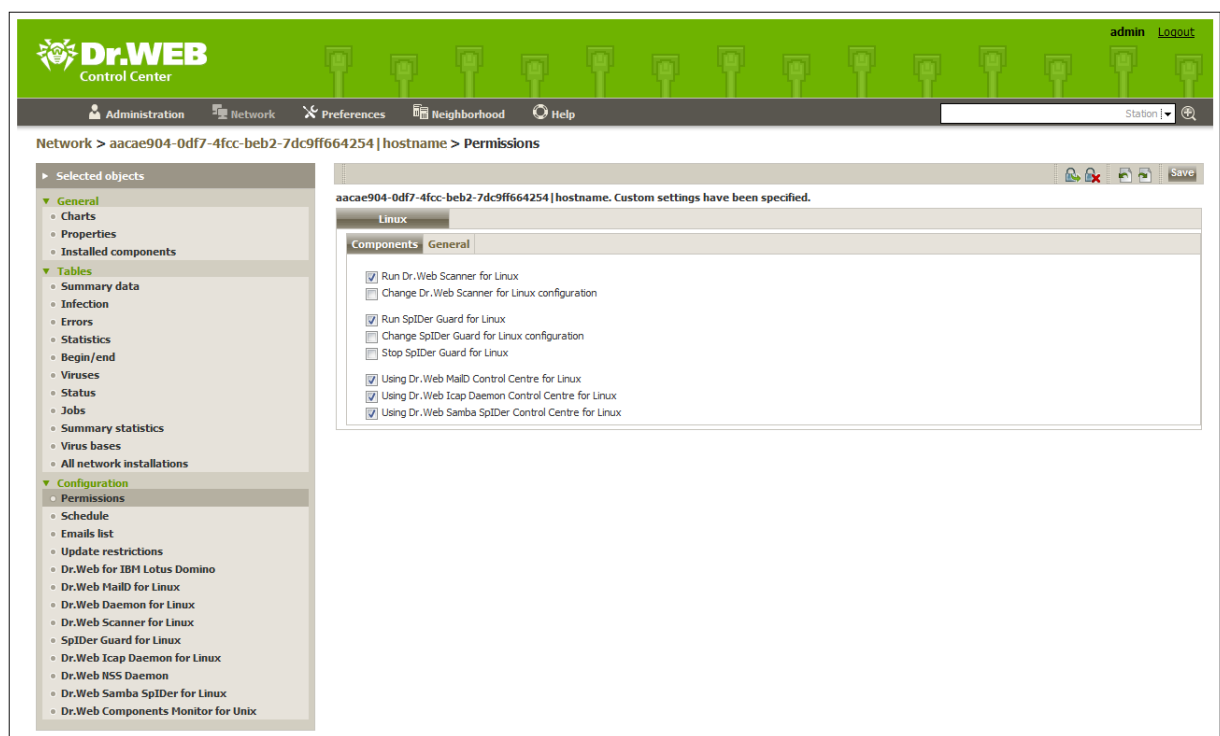 admin Logout
Dr.WEB
Control Center
Administration Network Preferences Neighborhood Help Station
Network > aacae904-0df7-4fcc-beb2-7dc9ff664254|hostname > Permissions
Selected objects
General
Charts
Properties
Installed components
Tables
Summary data
Infection
Errors
Statistics
Begin/end
Viruses
Status
Jobs
Summary statistics
Virus bases
All network installations
Configuration
Permissions
Schedule
Emails list
Update restrictions
Dr.Web for IBM Lotus Domino
Dr.Web MailD for Linux
Dr.Web Daemon for Linux
Dr.Web Scanner for Linux
SpIDer Guard for Linux
Dr.Web Icap Daemon for Linux
Dr.Web NSS Daemon
Dr.Web Samba SpIDer for Linux
Dr.Web Components Monitor for Unix
Save
aacae904-0df7-4fcc-beb2-7dc9ff664254|hostname. Custom settings have been specified.
Linux
Components General
Run Dr.Web Scanner for Linux
Change Dr.Web Scanner for Linux configuration
Run SpIDer Guard for Linux
Change SpIDer Guard for Linux configuration
Stop SpIDer Guard for Linux
Using Dr.Web MailD Control Centre for Linux
Using Dr.Web Icap Daemon Control Centre for Linux
Using Dr.Web Samba SpIDer Control Centre for Linux